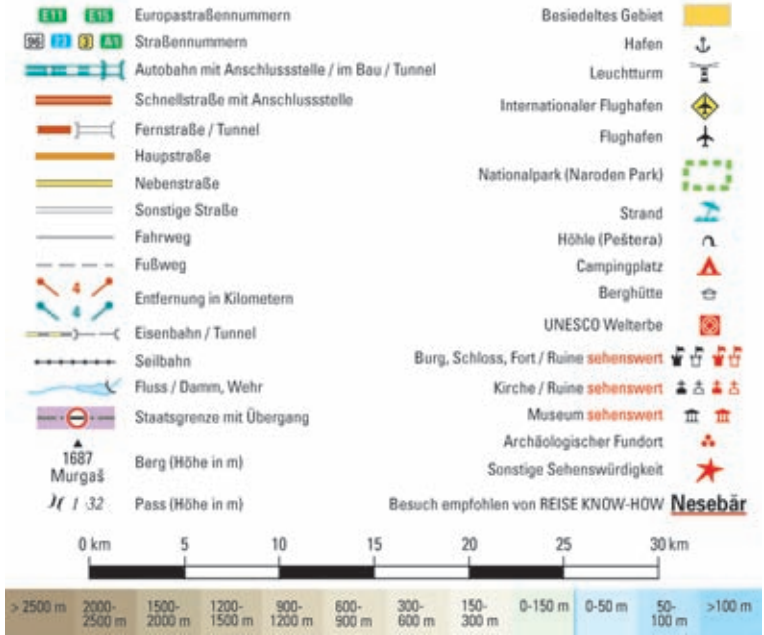 E11 E15 Europastraßennummern
96 23 3 A1 Straßennummern
Autobahn mit Anschlussstelle / im Bau / Tunnel
Schnellstraße mit Anschlussstelle
Fernstraße / Tunnel
Haupstraße
Nebenstraße
Sonstige Straße
Fahrweg
Fußweg
4
4
Entfernung in Kilometern
Eisenbahn / Tunnel
Seilbahn
Fluss / Damm, Wehr
Staatsgrenze mit Übergang
1687
Murgaš
Berg (Höhe in m)
1 32 Pass (Höhe in m)
Besiedeltes Gebiet
Hafen
Leuchtturm
Internationaler Flughafen
Flughafen
Nationalpark (Naroden Park)
Strand
Höhle (Peštera)
Campingplatz
Berghütte
UNESCO Welterbe
Burg, Schloss, Fort / Ruine sehenswert
Kirche / Ruine sehenswert
Museum sehenswert
Archäologischer Fundort
Sonstige Sehenswürdigkeit
Besuch empfohlen von REISE KNOW-HOW Nesebär
0 km 5 10 15 20 25 30 km
> 2500 m 2000-2500 m 1500-2000 m 1200-1500 m 900-1200 m 600-900 m 300-600 m 150-300 m 0-150 m 0-50 m 50-100 m >100 m